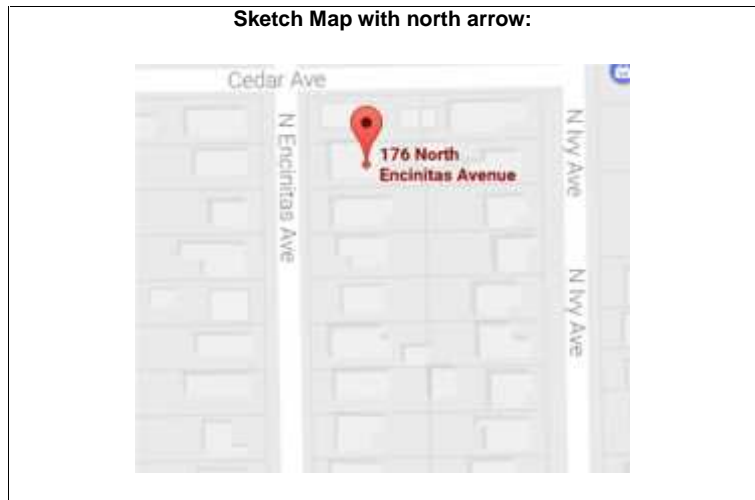 Sketch Map with north arrow:
Cedar Ave
N Encinitas Ave
176 North
Encinitas Avenue
N Ivy Ave
N Ivy Ave